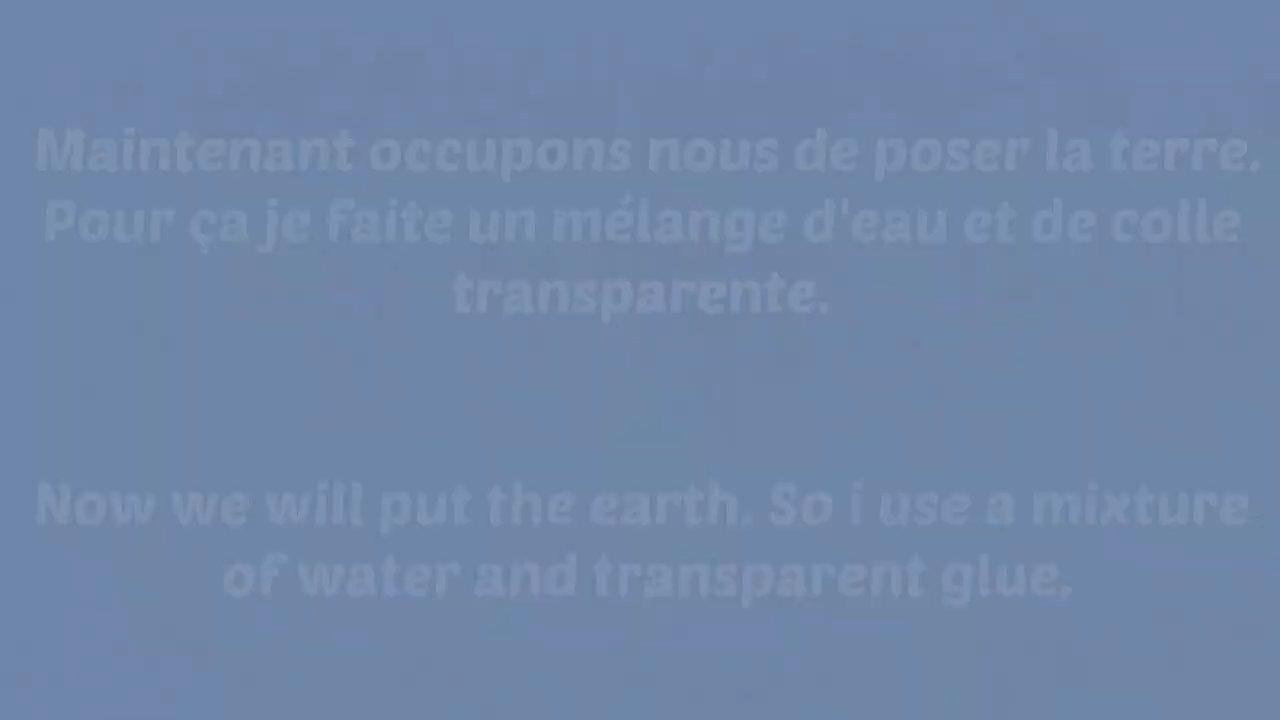 Maintenant occupons nous de poser la terre.
Pour ça je faite un mélange d'eau et de colle
transparente.
Now we will put the earth. So i use a mixture
of water and transparent glue.